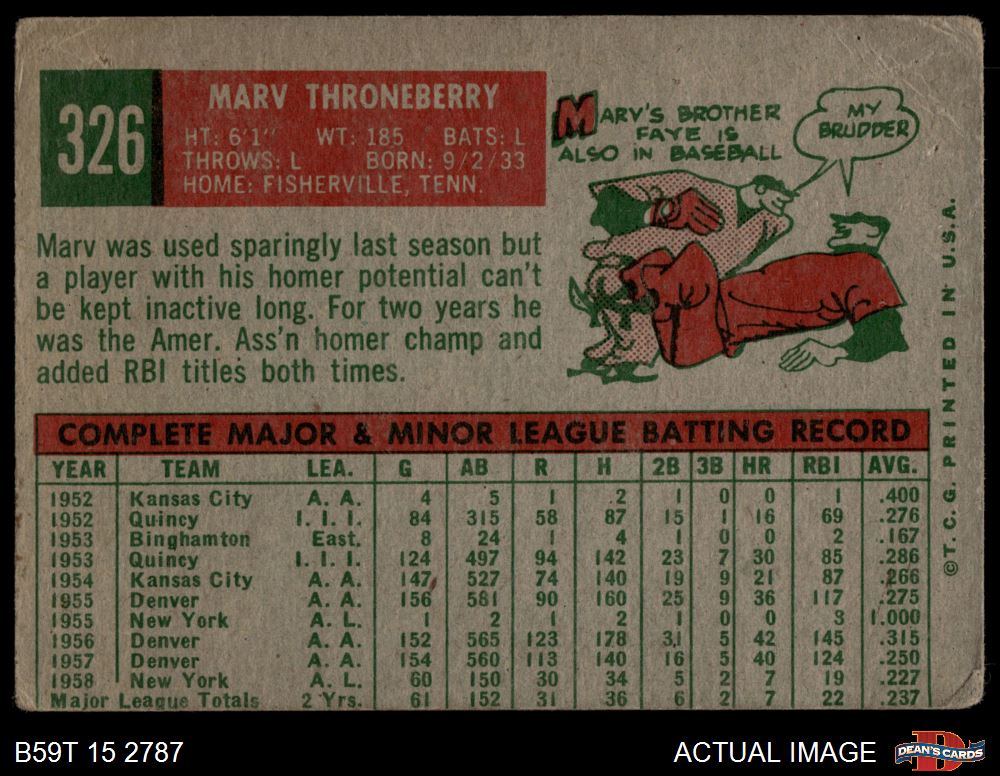 326
MARV THRONEBERRY
HT: 6'1" WT: 185 BATS: L
THROWS: L BORN: 9/2/33
HOME: FISHERVILLE, TENN.
MARV'S BROTHER
FAYE IS
ALSO IN BASEBALL
MY
BRUDDER
Marv was used sparingly last season but
a player with his homer potential can't
be kept inactive long. For two years he
was the Amer. Ass'n homer champ and
added RBI titles both times.
COMPLETE MAJOR & MINOR LEAGUE BATTING RECORD
YEAR TEAM LEA. G AB R H 2B 3B HR RBI AVG.
1952 Kansas City A. A. 4 5 1 2 1 0 0 1 .400
1952 Quincy I. I. I. 84 315 58 87 15 1 16 69 .276
1953 Binghamton East. 8 24 1 4 1 0 0 2 .167
1953 Quincy I. I. I. 124 497 94 142 23 7 30 85 .286
1954 Kansas City A. A. 147 527 74 140 19 9 21 87 .266
1955 Denver A. A. 156 581 90 160 25 9 36 117 .275
1955 New York A. L. 1 2 1 2 1 0 0 3 1.000
1956 Denver A. A. 152 565 123 178 31 5 42 145 .315
1957 Denver A. A. 154 560 113 140 16 5 40 124 .250
1958 New York A. L. 60 150 30 34 5 2 7 19 .227
Major League Totals 2 Yrs. 61 152 31 36 6 2 7 22 .237
©T. C. G. PRINTED IN U.S.A.
B59T 15 2787
ACTUAL IMAGE
DEAN'S CARDS